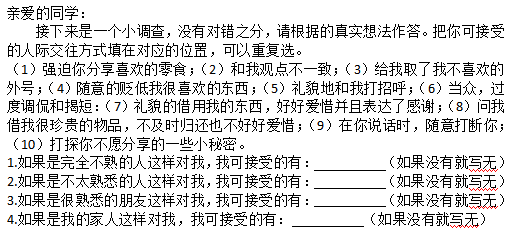 亲爱的同学：
接下来是一个小调查，没有对错之分，请根据的真实想法作答。把你可接受
的人际交往方式填在对应的位置，可以重复选。
（1）强迫你分享喜欢的零食；（2）和我观点不一致；（3）给我取了我不喜欢的
外号；（4）随意的贬低我很喜欢的东西；（5）礼貌地和我打招呼；（6）当众，过
度调侃和揭短：（7）礼貌的借用我的东西，好好爱惜并且表达了感谢；（8）问我
借我很珍贵的物品，不及时归还也不好好爱惜；（9）在你说话时，随意打断你；
（10）打探你不愿分享的一些小秘密。
1.如果是完全不熟的人这样对我，我可接受的有：__________（如果没有就写无）
2.如果是不太熟悉的人这样对我，我可接受的有：__________（如果没有就写无）
3.如果是很熟悉的朋友这样对我，我可接受的有：__________（如果没有就写无）
4.如果是我的家人这样对我，我可接受的有：__________（如果没有就写无）